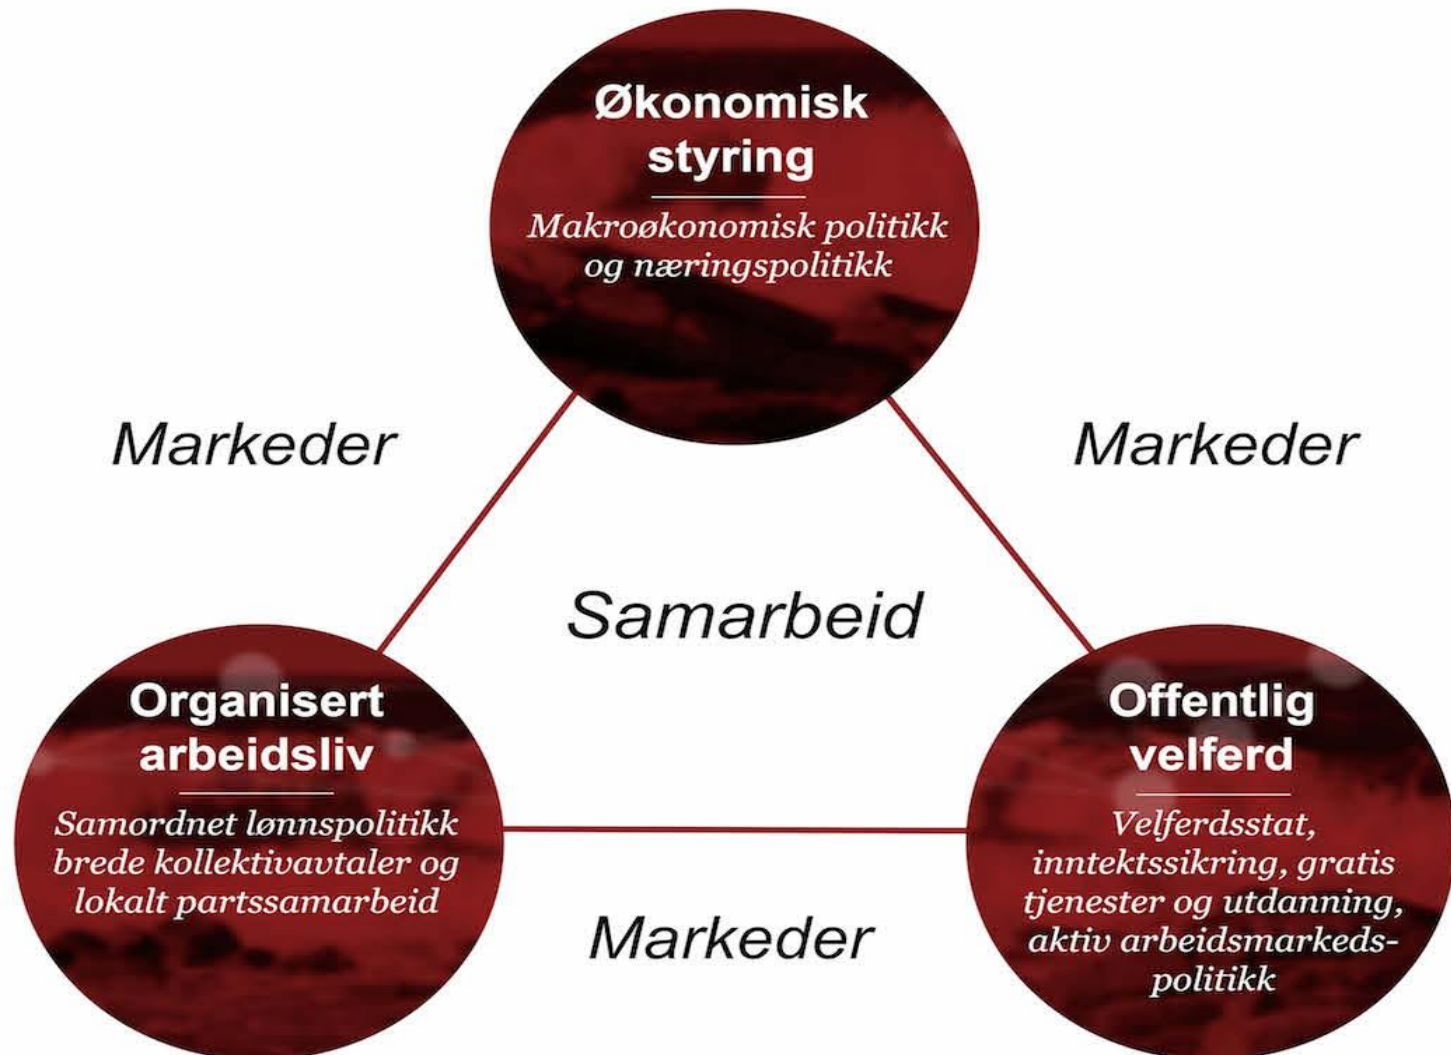 Økonomisk
styring
Makroøkonomisk politikk
og næringspolitikk
Markeder
Markeder
Samarbeid
Organisert
arbeidsliv
Samordnet lønnspolitikk
brede kollektivavtaler og
lokalt partssamarbeid
Offentlig
velferd
Velferdsstat,
inntektssikring, gratis
tjenester og utdanning,
aktiv arbeidsmarkeds-
politikk
Markeder